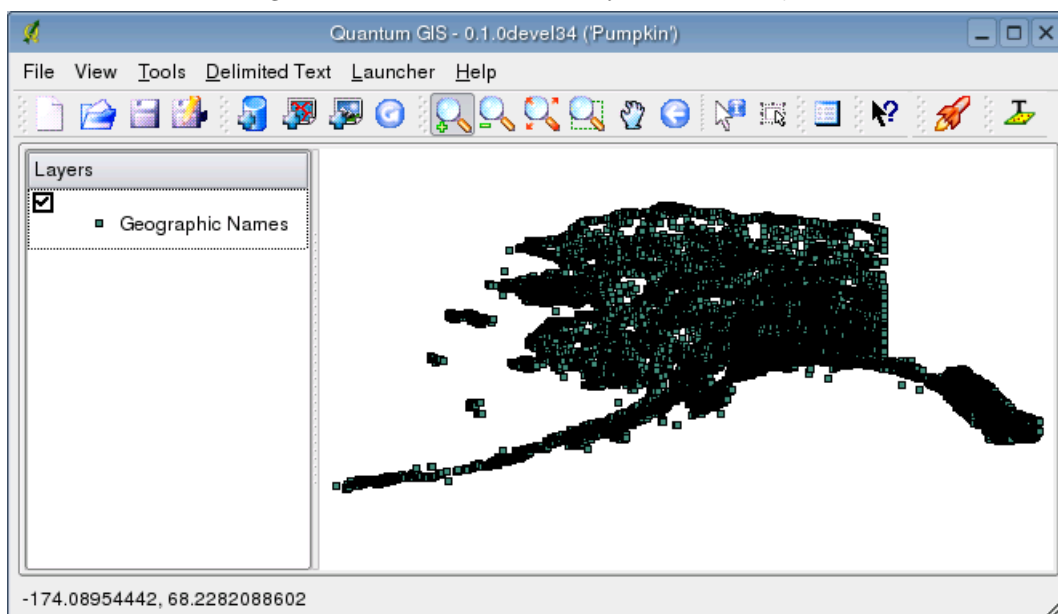 Quantum GIS - 0.1.0devel34 ('Pumpkin')
File View Tools Delimited Text Launcher Help
Layers
Geographic Names
-174.08954442, 68.2282088602